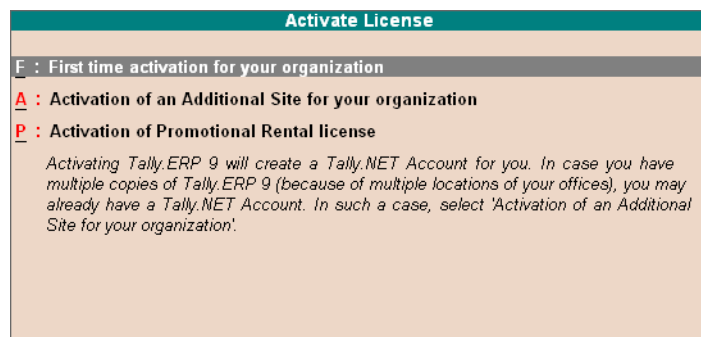 Activate License
F : First time activation for your organization
A : Activation of an Additional Site for your organization
P : Activation of Promotional Rental license
Activating Tally.ERP 9 will create a Tally.NET Account for you. In case you have
multiple copies of Tally.ERP 9 (because of multiple locations of your offices), you may
already have a Tally.NET Account. In such a case, select 'Activation of an Additional
Site for your organization'.